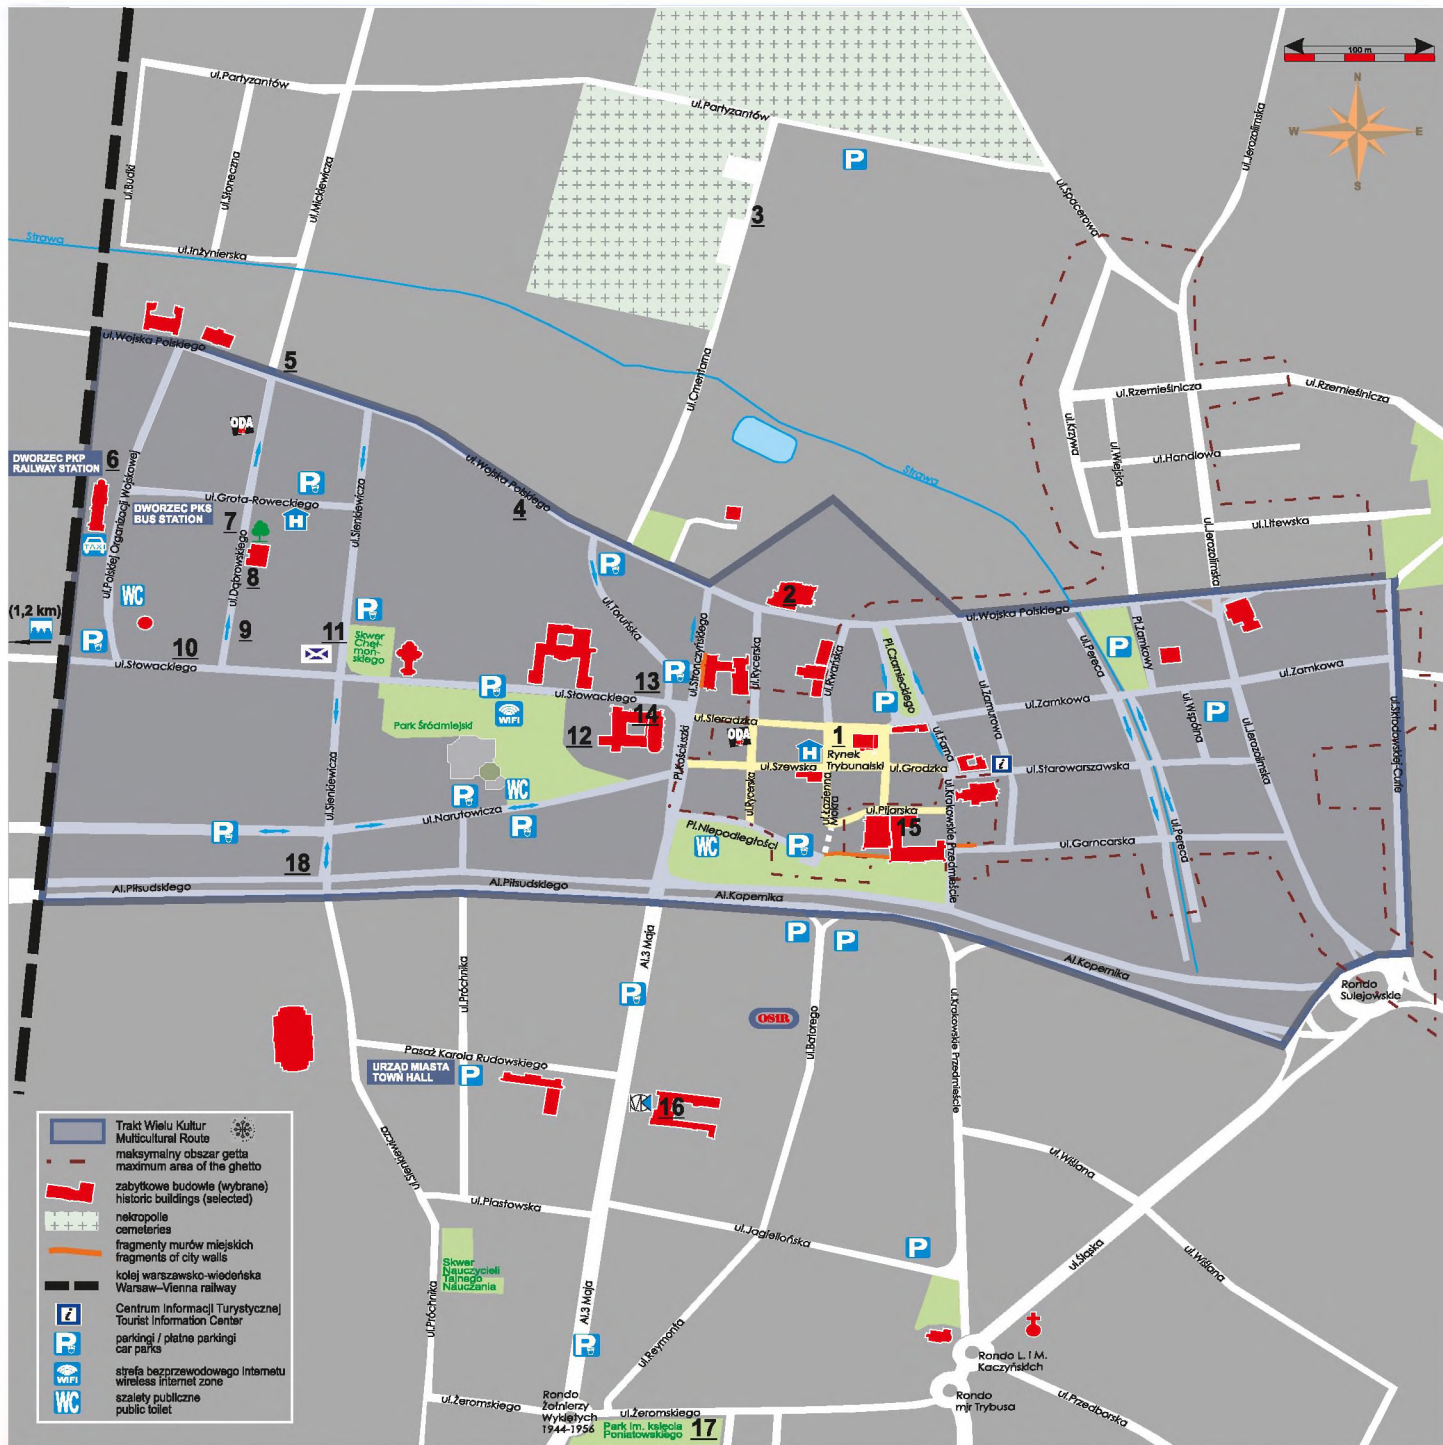 100 m
N
W
E
S
ul.Partyzantów
ul.Partyzantów
ul.Budki
ul.Słoneczna
ul.Mickiewicza
ul.Inżynierska
Strawa
3
ul.Spacerowa
ul.Jerozolimska
ul.Wojska Polskiego
5
ul.Cmentarna
ul.Rzemieślnicza
ul.Rzemieślnicza
ul.Krzywa
ul.Wiejska
ul.Handlowa
ODA
DWORZEC PKP
RAILWAY STATION
6
ul.Polskiej Organizacji Wojskowej
ul.Grota-Roweckiego
DWORZEC PKS
BUS STATION
7
H
ul.Sienkiewicza
ul.Wojska Polskiego
4
Strawa
ul.Litewska
ul.Jerozolimska
TAXI
ul.Dąbrowskiego
8
WC
(1,2 km)
9
10
11
ul.Słowackiego
Skwer
Cheł-
moń-
skiego
ul.Toruńska
2
ul.Wojska Polskiego
ul.Stronczyńskiego
ul.Rycerska
ul.Rwańska
Pl.Czarnieckiego
ul.Zamurowa
ul.Pereca
Pl.Zamkowy
ul.Zamkowa
ul.Zamkowa
ul.Wspólna
ul.Jerozolimska
ul.Skłodowskiej-Curie
13
ul.Słowackiego
14
12
WiFi
Park Śródmiejski
ul.Sieradzka
ODA
H
1
Rynek
Trybunalski
ul.Farna
ul.Szewska
ul.Grodzka
i
ul.Starowarszawska
Pl.Kościuszki
ul.Sienkiewicza
WC
ul.Narutowicza
ul.Rycerska
ul.Łazienna
Mokra
ul.Pijarska
15
ul.Krakowskie Przedmieście
Pl.Niepodległości
WC
ul.Garncarska
ul.Pereca
18
Al.Piłsudskiego
Al.Piłsudskiego
Al.Kopernika
Al.Kopernika
Al.3 Maja
ul.Próchnika
ul.Batorego
ul.Krakowskie Przedmieście
Rondo
Sulejowskie
OSiR
Pasaż Karola Rudowskiego
URZĄD MIASTA
TOWN HALL
16
ul.Sienkiewicza
ul.Wiślana
ul.Wiślana
ul.Piastowska
ul.Jagiellońska
ul.Śląska
Skwer
Nauczycieli
Tajnego
Nauczania
ul.Próchnika
Al.3 Maja
ul.Reymonta
Rondo L. i M.
Kaczyńskich
Rondo
mjr Trybusa
ul.Przedborska
ul.Żeromskiego
Rondo
Żołnierzy
Wyklętych
1944-1956
ul.Żeromskiego
Park im. księcia
Poniatowskiego
17
Trakt Wielu Kultur
Multicultural Route
maksymalny obszar getta
maximum area of the ghetto
zabytkowe budowle (wybrane)
historic buildings (selected)
nekropolie
cemeteries
fragmenty murów miejskich
fragments of city walls
kolej warszawsko-wiedeńska
Warsaw–Vienna railway
i
Centrum Informacji Turystycznej
Tourist Information Center
P
parkingi / płatne parkingi
car parks
WiFi
strefa bezprzewodowego internetu
wireless internet zone
WC
szalety publiczne
public toilet